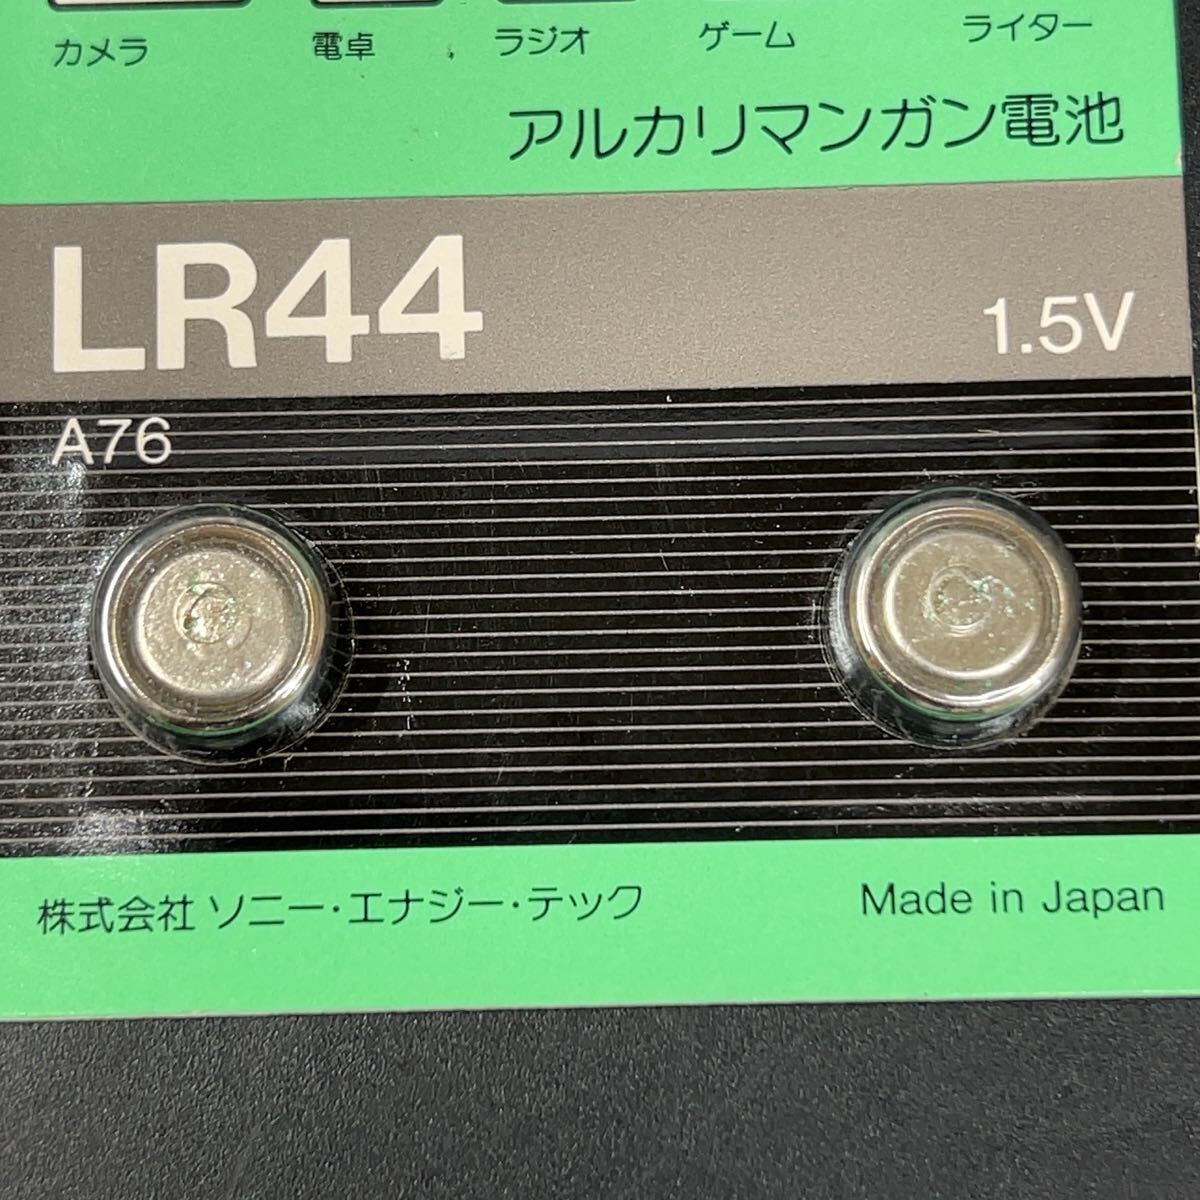 カメラ 電卓 ラジオ ゲーム ライター
アルカリマンガン電池
LR44 1.5V
A76
株式会社 ソニー・エナジー・テック Made in Japan